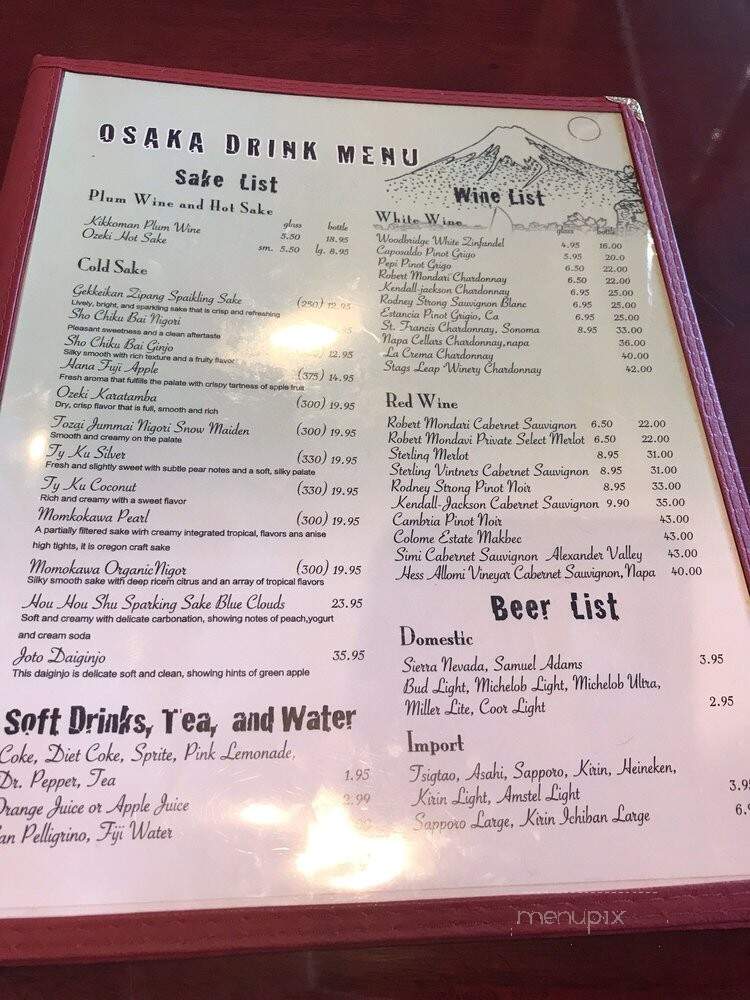 OSAKA DRINK MENU
Sake List
Plum Wine and Hot Sake
glass bottle
Kikkoman Plum Wine 5.50 18.95
Ozeki Hot Sake sm. 5.50 lg. 8.95
Cold Sake
Gekkeikan Zipang Spaikling Sake (250) 12.95
Lively, bright, and sparkling sake that is crisp and refreshing
Sho Chiku Bai Nigori
Pleasant sweetness and a clean aftertaste
Sho Chiku Bai Ginjo 12.95
Silky smooth with rich texture and a fruity flavor
Hana Fuji Apple (375) 14.95
Fresh aroma that fulfills the palate with crispy tartness of apple fruit
Ozeki Karatamba (300) 19.95
Dry, crisp flavor that is full, smooth and rich
Tozai Jummai Nigori Snow Maiden (300) 19.95
Smooth and creamy on the palate
Ty Ku Silver (330) 19.95
Fresh and slightly sweet with subtle pear notes and a soft, silky palate
Ty Ku Coconut (330) 19.95
Rich and creamy with a sweet flavor
Momkokawa Pearl (300) 19.95
A partially filtered sake wirh creamy integrated tropical, flavors ans anise
high tights, it is oregon craft sake
Momokawa Organic Nigor (300) 19.95
Silky smooth sake with deep ricem citrus and an array of tropical flavors
Hou Hou Shu Sparking Sake Blue Clouds 23.95
Soft and creamy with delicate carbonation, showing notes of peach,yogurt
and cream soda
Joto Daiginjo 35.95
This daiginjo is delicate soft and clean, showing hints of green apple
Soft Drinks, Tea, and Water
Coke, Diet Coke, Sprite, Pink Lemonade,
Dr. Pepper, Tea 1.95
Orange Juice or Apple Juice 2.99
San Pelligrino, Fiji Water
Wine List
White Wine
glass bottle
Woodbridge White Zinfandel 4.95 16.00
Caposaldo Pinot Griyo 5.95 20.0
Pepi Pinot Grigo 6.50 22.00
Robert Mondari Chardonnay 6.50 22.00
Kendall-jackson Chardonnay 6.95 25.00
Rodney Strong Sauvignon Blanc 6.95 25.00
Estancia Pinot Grigio, Ca 6.95 25.00
St. Francis Chardonnay, Sonoma 8.95 33.00
Napa Cellars Chardonnay,napa 36.00
La Crema Chardonnay 40.00
Stags Leap Winery Chardonnay 42.00
Red Wine
Robert Mondari Cabernet Sauvignon 6.50 22.00
Robert Mondavi Private Select Merlot 6.50 22.00
Sterling Merlot 8.95 31.00
Sterling Vintners Cabernet Sauvignon 8.95 31.00
Rodney Strong Pinot Noir 8.95 33.00
Kendall-Jackson Cabernet Sauvignon 9.90 35.00
Cambria Pinot Noir 43.00
Colome Estate Makbec 43.00
Simi Cabernet Sauvignon Alexander Valley 43.00
Hess Allomi Vineyar Cabernet Sauvignon, Napa 40.00
Beer List
Domestic
Sierra Nevada, Samuel Adams 3.95
Bud Light, Michelob Light, Michelob Ultra,
Miller Lite, Coor Light 2.95
Import
Tsigtao, Asahi, Sapporo, Kirin, Heineken,
Kirin Light, Amstel Light
Sapporo Large, Kirin Ichiban Large
menupix